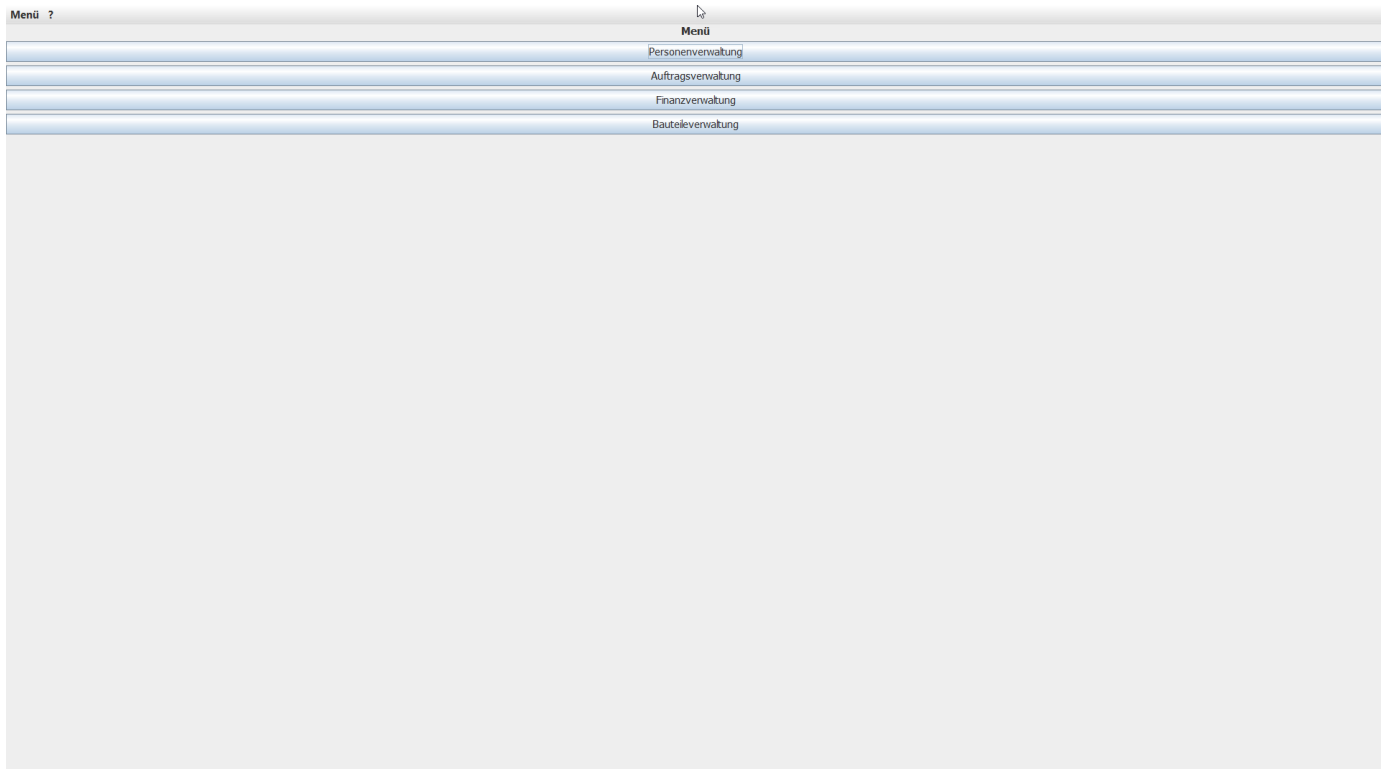 Menü ?
Menü
Personenverwaltung
Auftragsverwaltung
Finanzverwaltung
Bauteileverwaltung